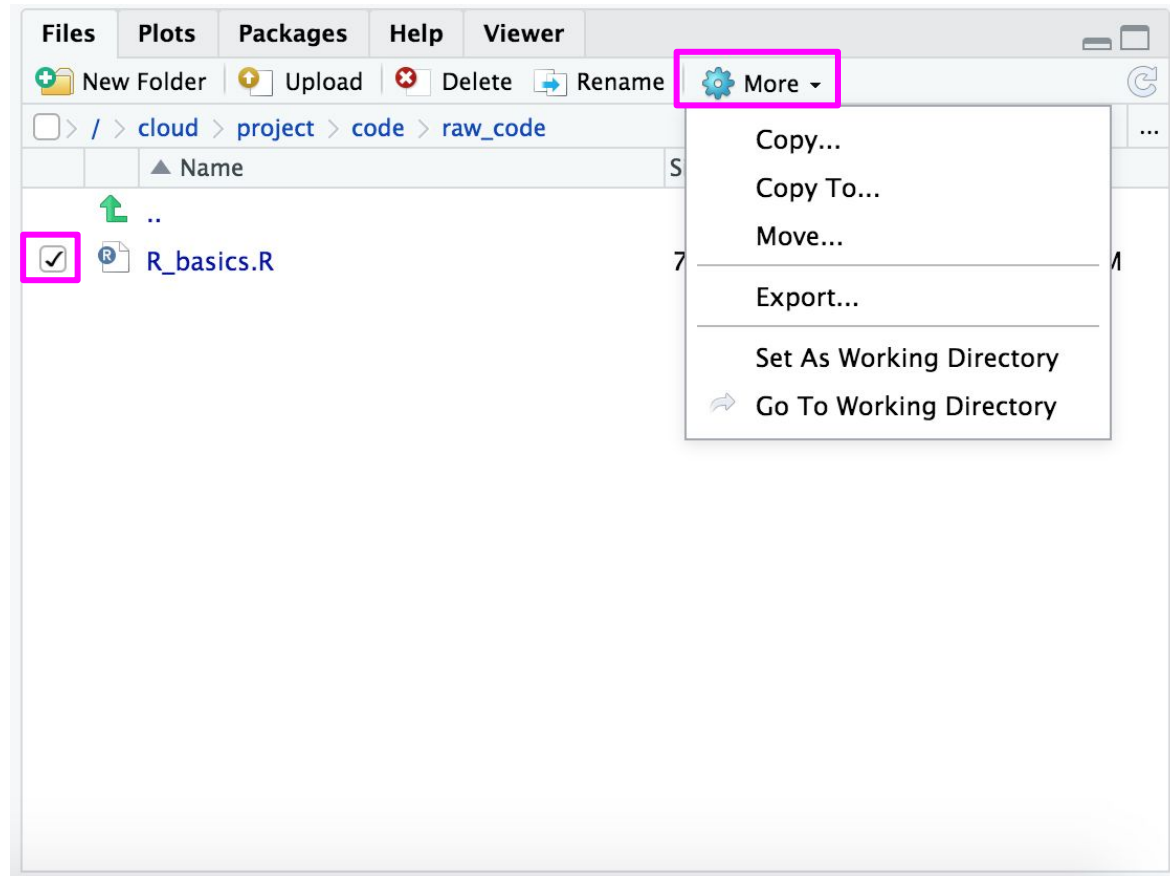 Files Plots Packages Help Viewer
New Folder Upload Delete Rename More
/ > cloud > project > code > raw_code ...
Name S
..
R_basics.R 7 M
Copy...
Copy To...
Move...
Export...
Set As Working Directory
Go To Working Directory